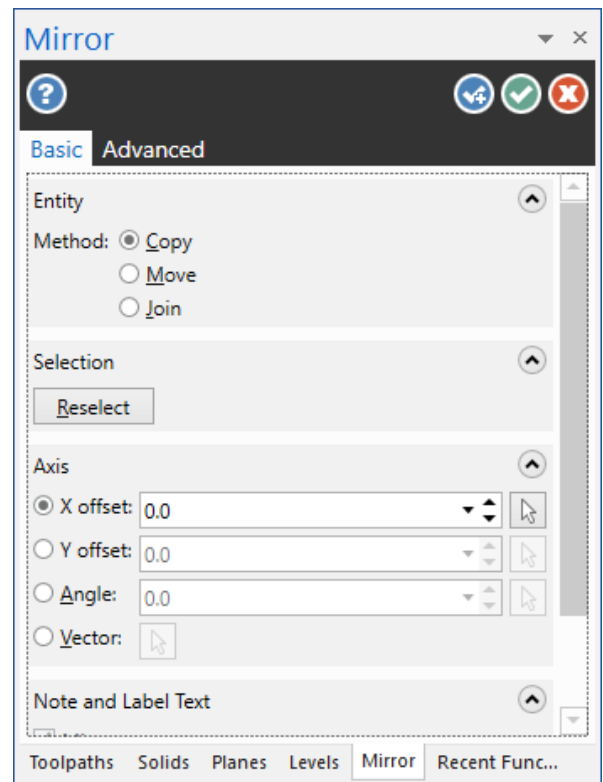 Mirror
Basic Advanced
Entity
Method: Copy
Move
Join
Selection
Reselect
Axis
X offset: 0.0
Y offset: 0.0
Angle: 0.0
Vector:
Note and Label Text
Toolpaths Solids Planes Levels Mirror Recent Func...